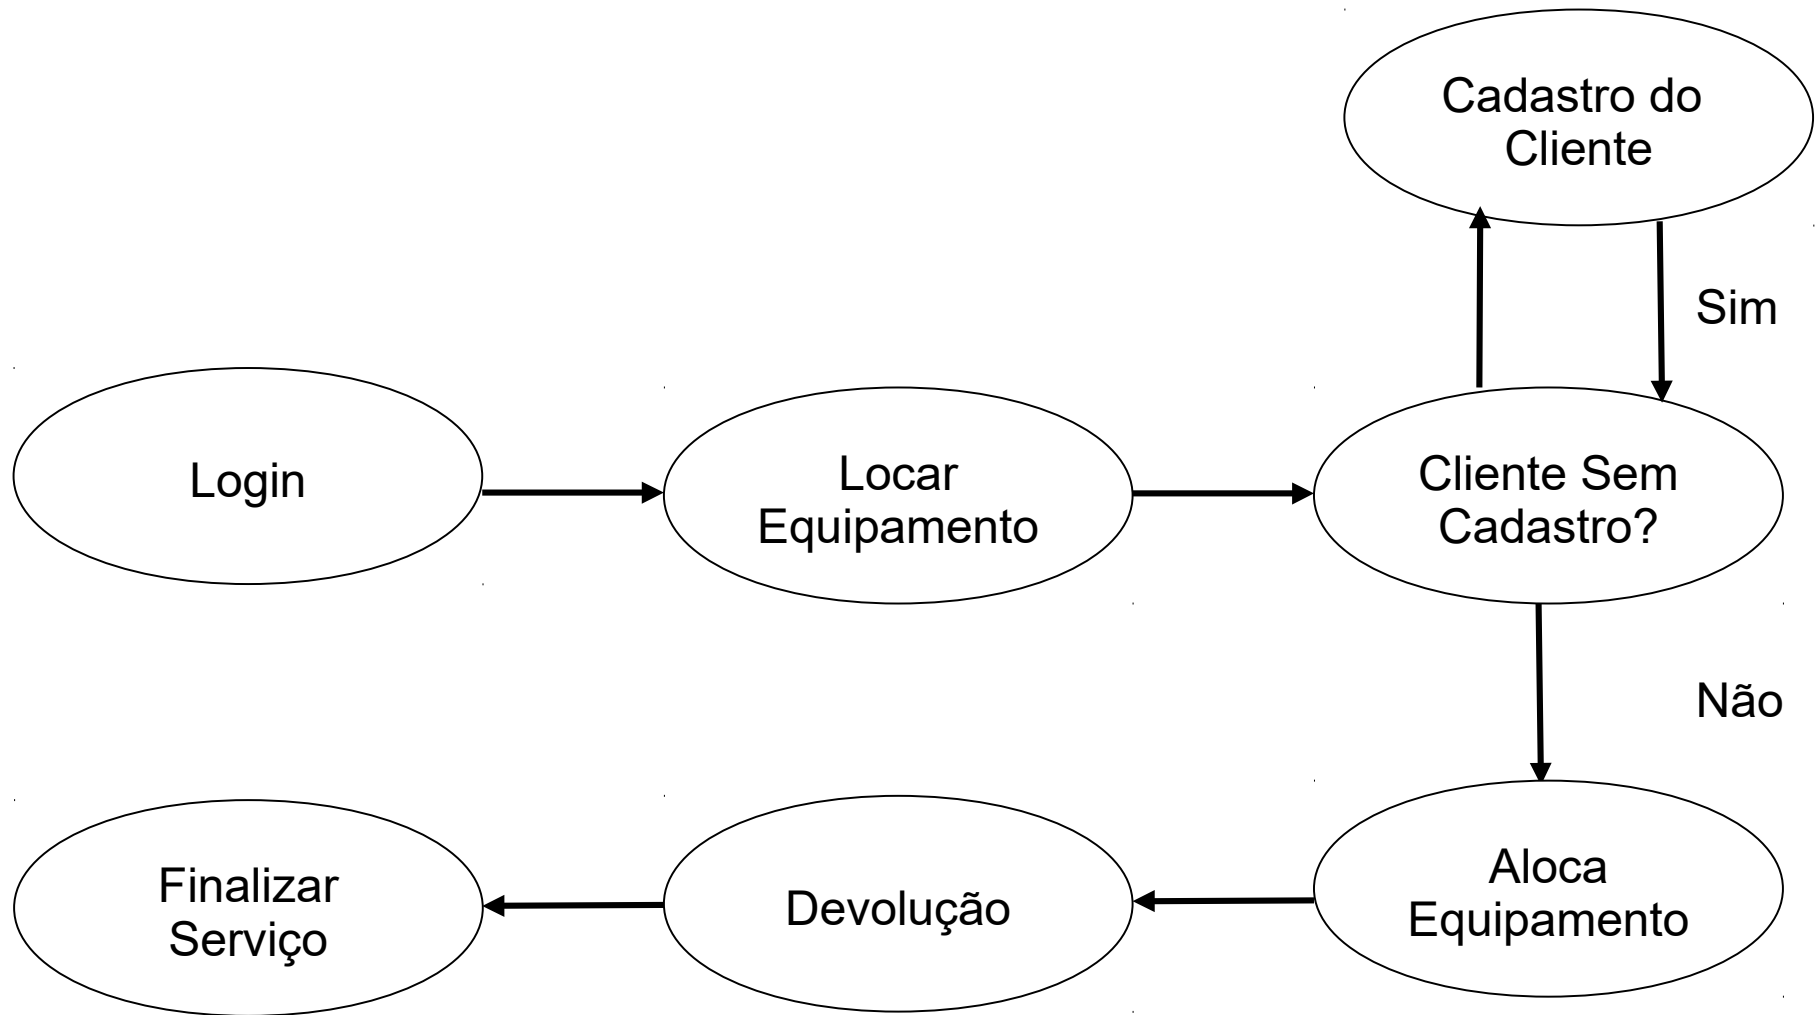 Cadastro do
Cliente
Sim
Login
Locar
Equipamento
Cliente Sem
Cadastro?
Não
Aloca
Equipamento
Devolução
Finalizar
Serviço